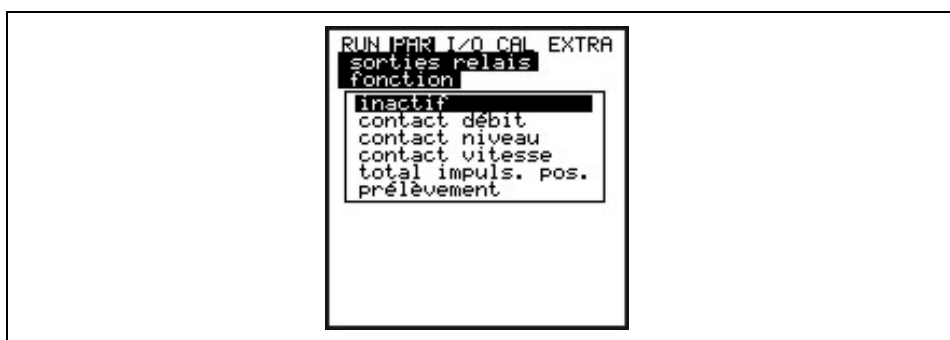 RUN PAR I/O CAL EXTRA
sorties relais
fonction
inactif
contact débit
contact niveau
contact vitesse
total impuls. pos.
prélèvement